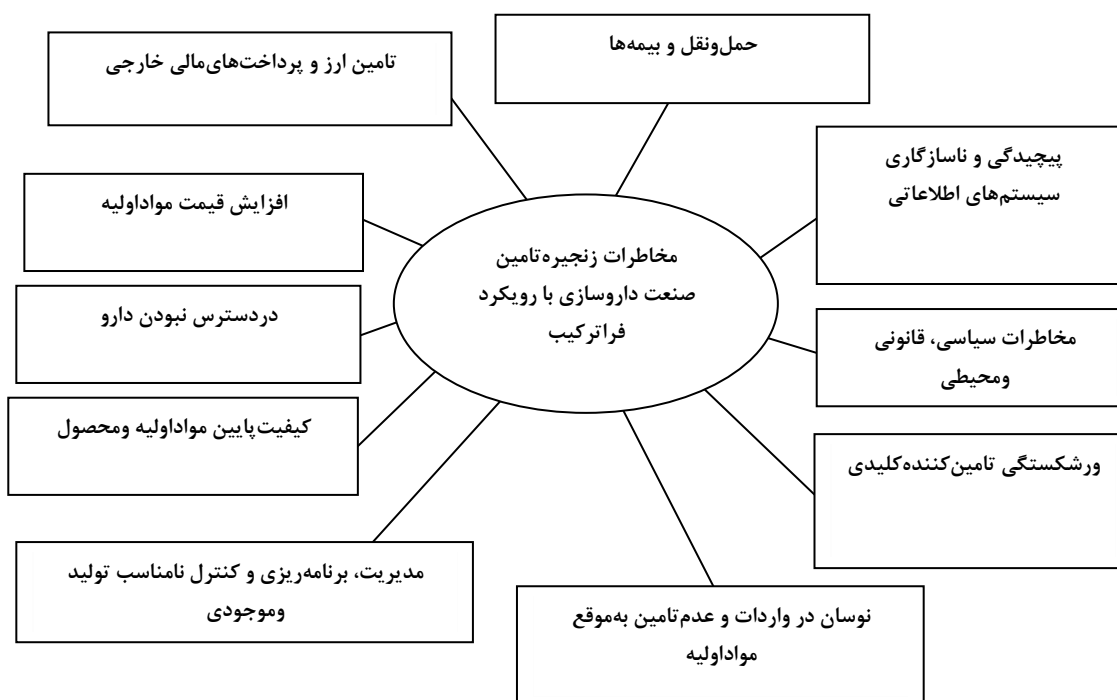 حمل‌ونقل و بیمه‌ها
تامین ارز و پرداخت‌های‌مالی خارجی
پیچیدگی و ناسازگاری
سیستم‌های اطلاعاتی
افزایش قیمت مواداولیه
مخاطرات زنجیره‌تامین
صنعت داروسازی با رویکرد
فراترکیب
دردسترس نبودن دارو
مخاطرات سیاسی، قانونی
ومحیطی
کیفیت‌پایین مواداولیه ومحصول
ورشکستگی تامین‌کننده‌کلیدی
مدیریت، برنامه‌ریزی و کنترل نامناسب تولید
وموجودی
نوسان در واردات و عدم‌تامین به‌موقع
مواداولیه